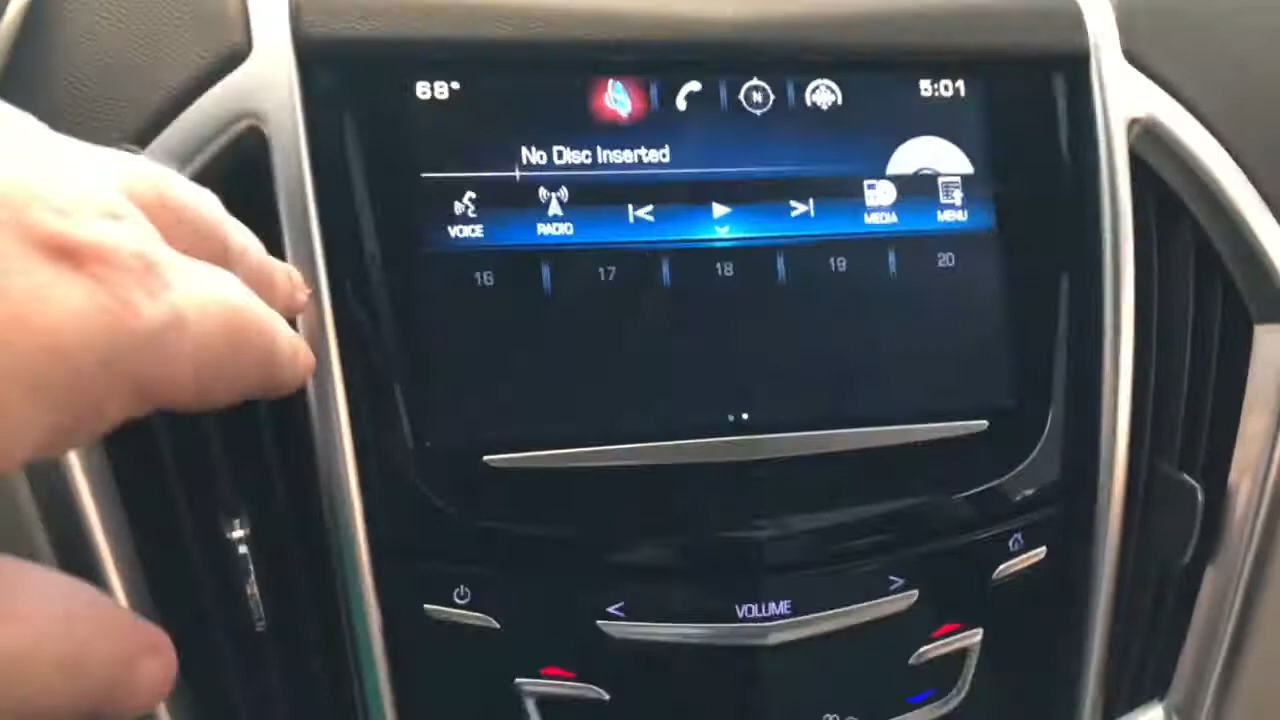 68° N 5:01
No Disc Inserted
VOICE RADIO MEDIA MENU
16 17 18 19 20
< VOLUME >